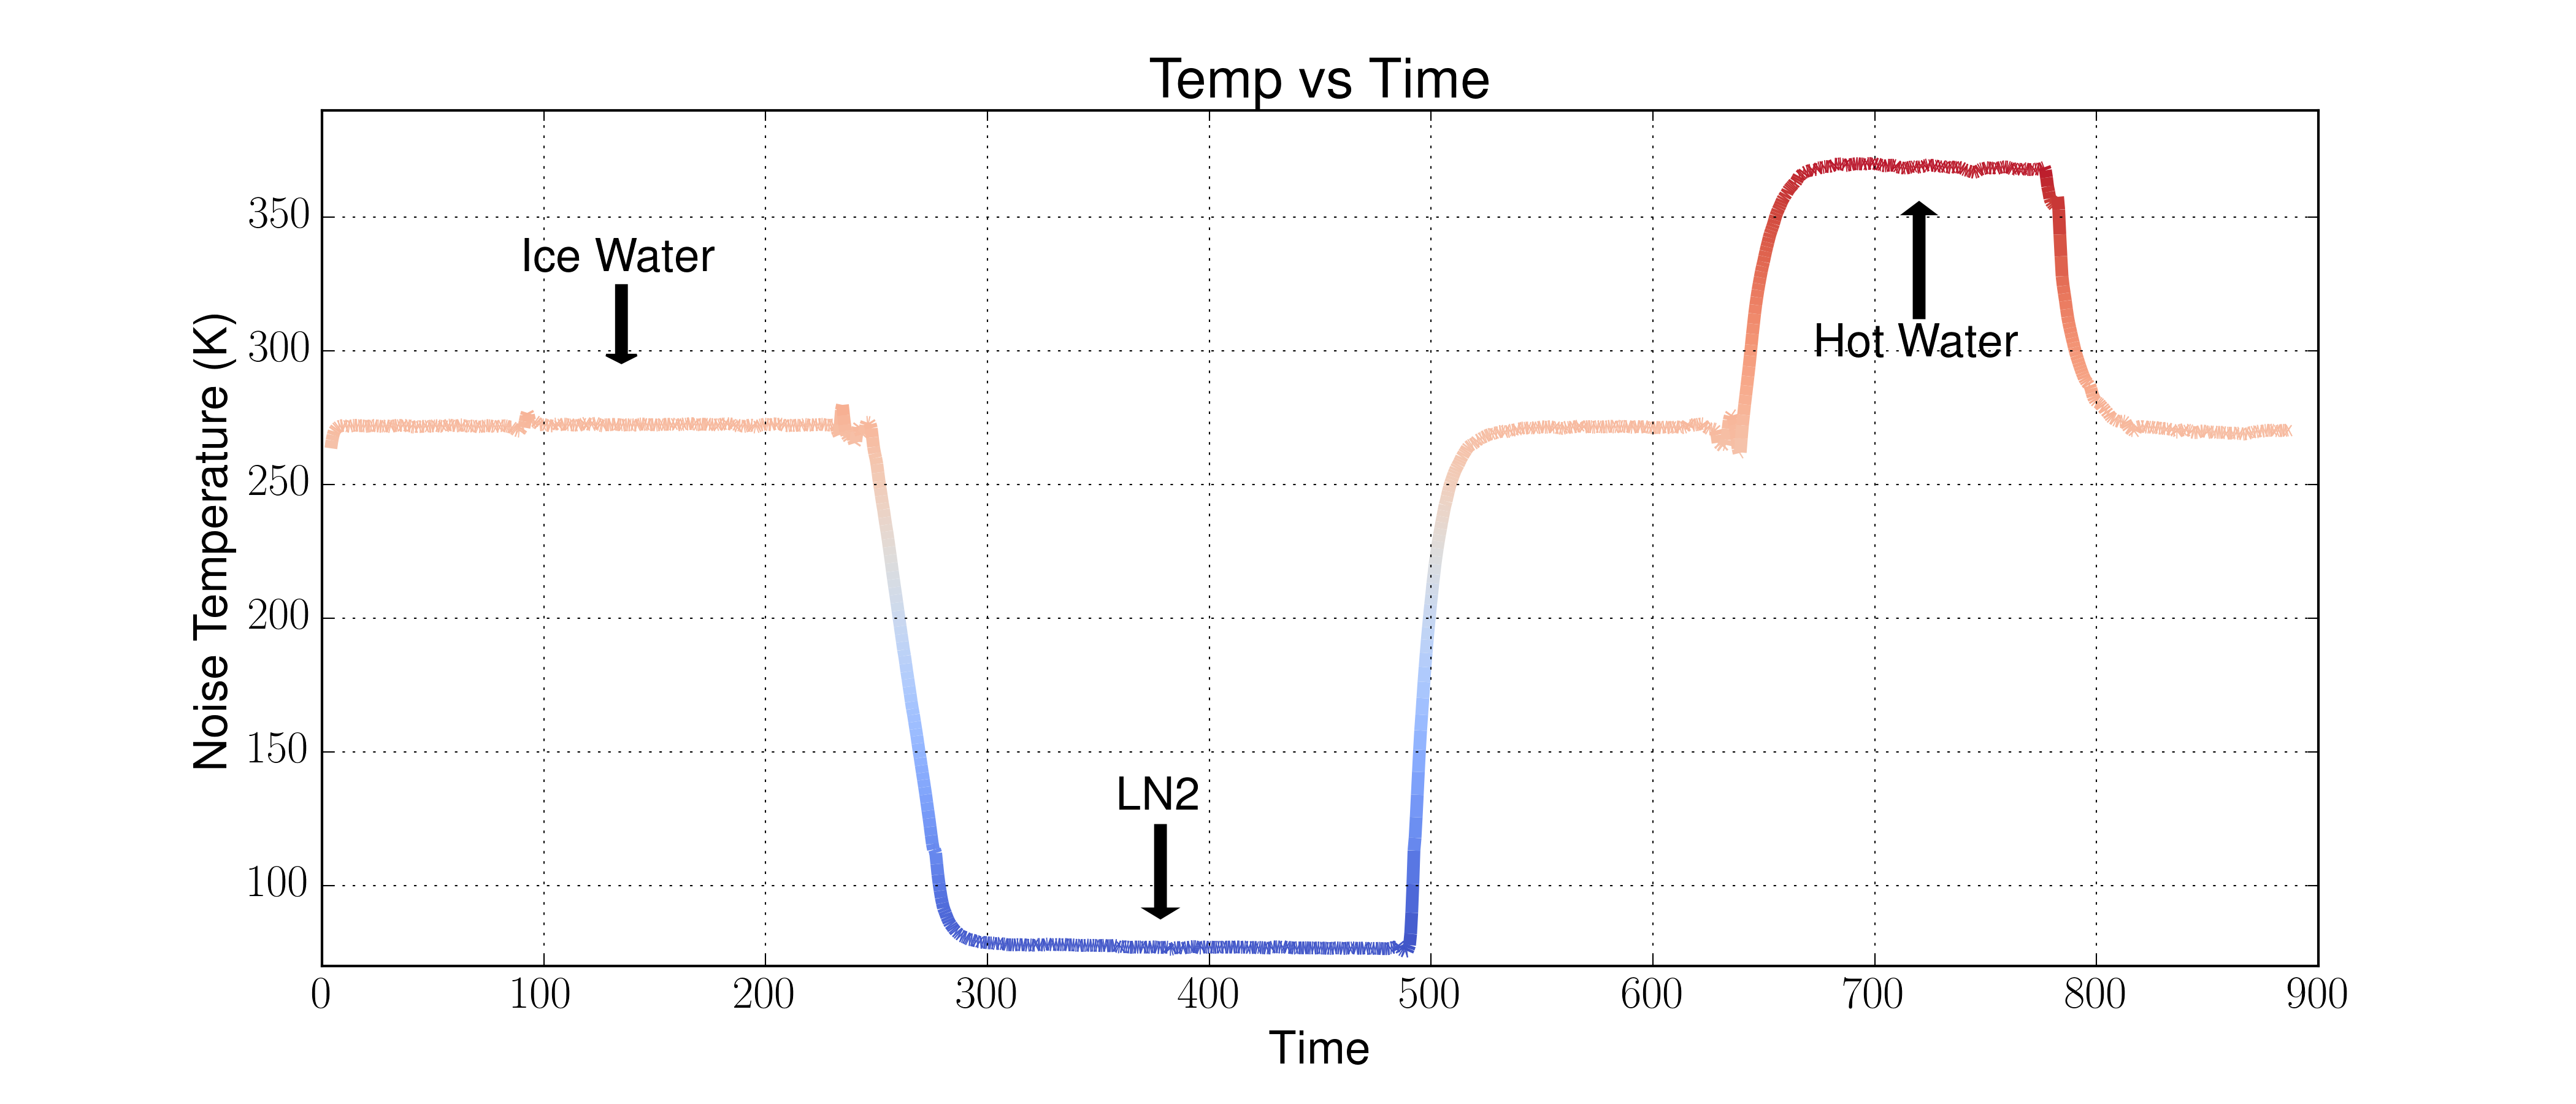 Temp vs Time
Noise Temperature (K)
350
300
250
200
150
100
Ice Water
Hot Water
LN2
0 100 200 300 400 500 600 700 800 900
Time